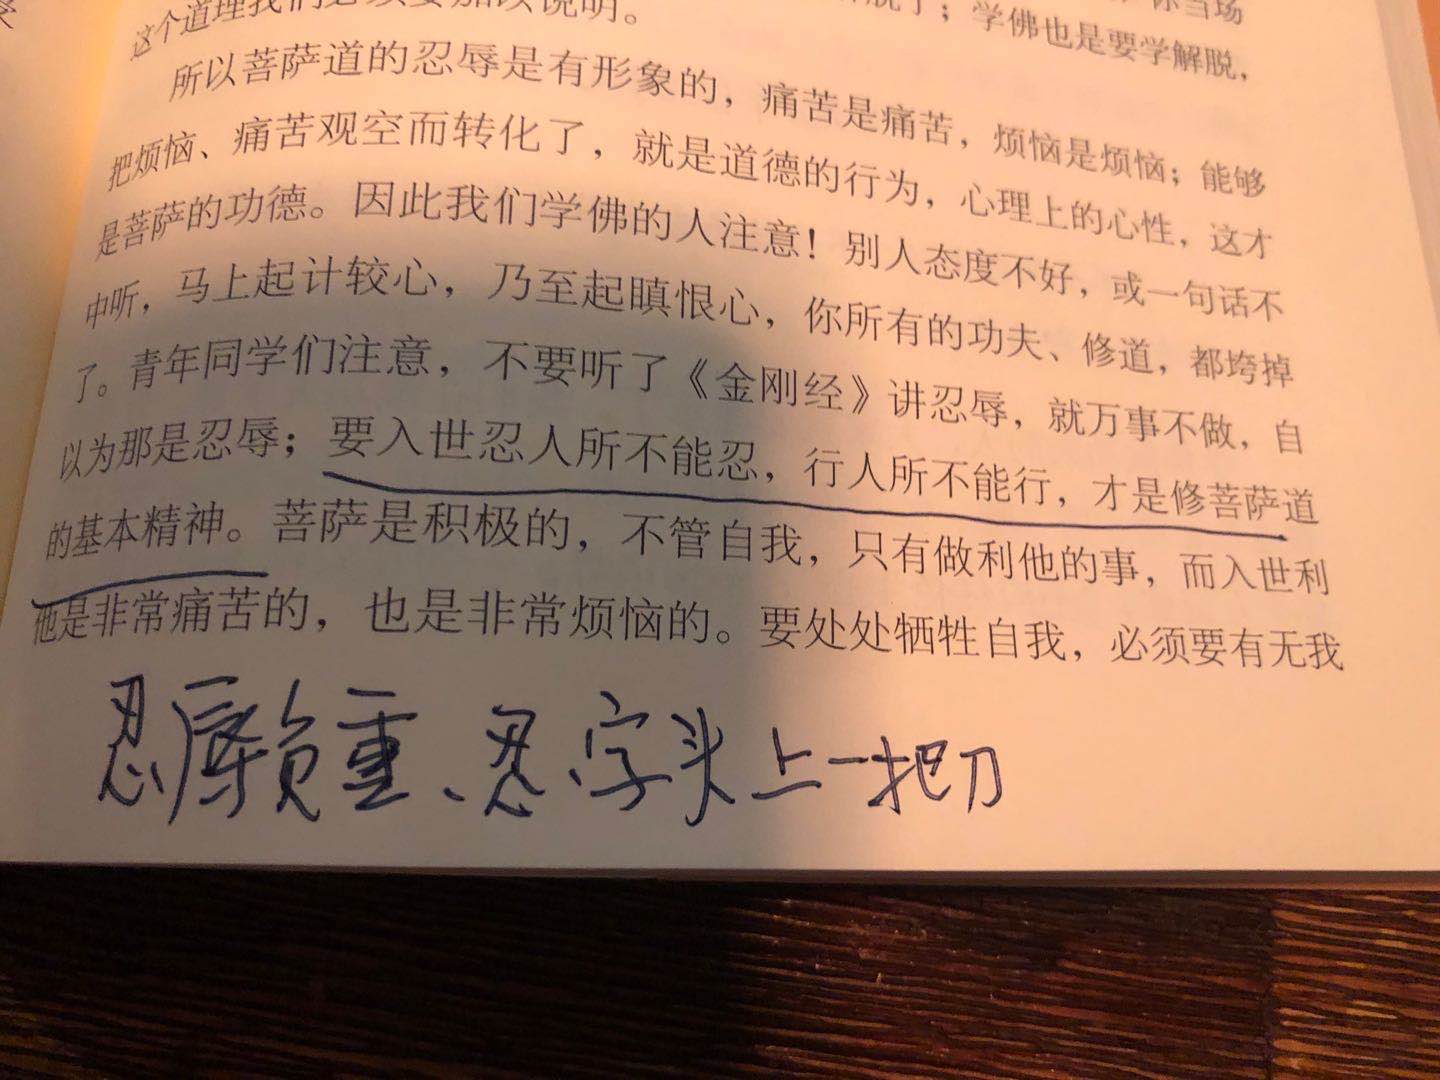 这个道理我们必须要加以说明。
你当场
脱了；学佛也是要学解脱，
所以菩萨道的忍辱是有形象的，痛苦是痛苦，烦恼是烦恼；能够
把烦恼、痛苦观空而转化了，就是道德的行为，心理上的心性，这才
是菩萨的功德。因此我们学佛的人注意！别人态度不好，或一句话不
中听，马上起计较心，乃至起瞋恨心，你所有的功夫、修道，都垮掉
了。青年同学们注意，不要听了《金刚经》讲忍辱，就万事不做，自
以为那是忍辱；要入世忍人所不能忍，行人所不能行，才是修菩萨道
的基本精神。菩萨是积极的，不管自我，只有做利他的事，而入世利
他是非常痛苦的，也是非常烦恼的。要处处牺牲自我，必须要有无我
忍辱负重、忍字头上一把刀